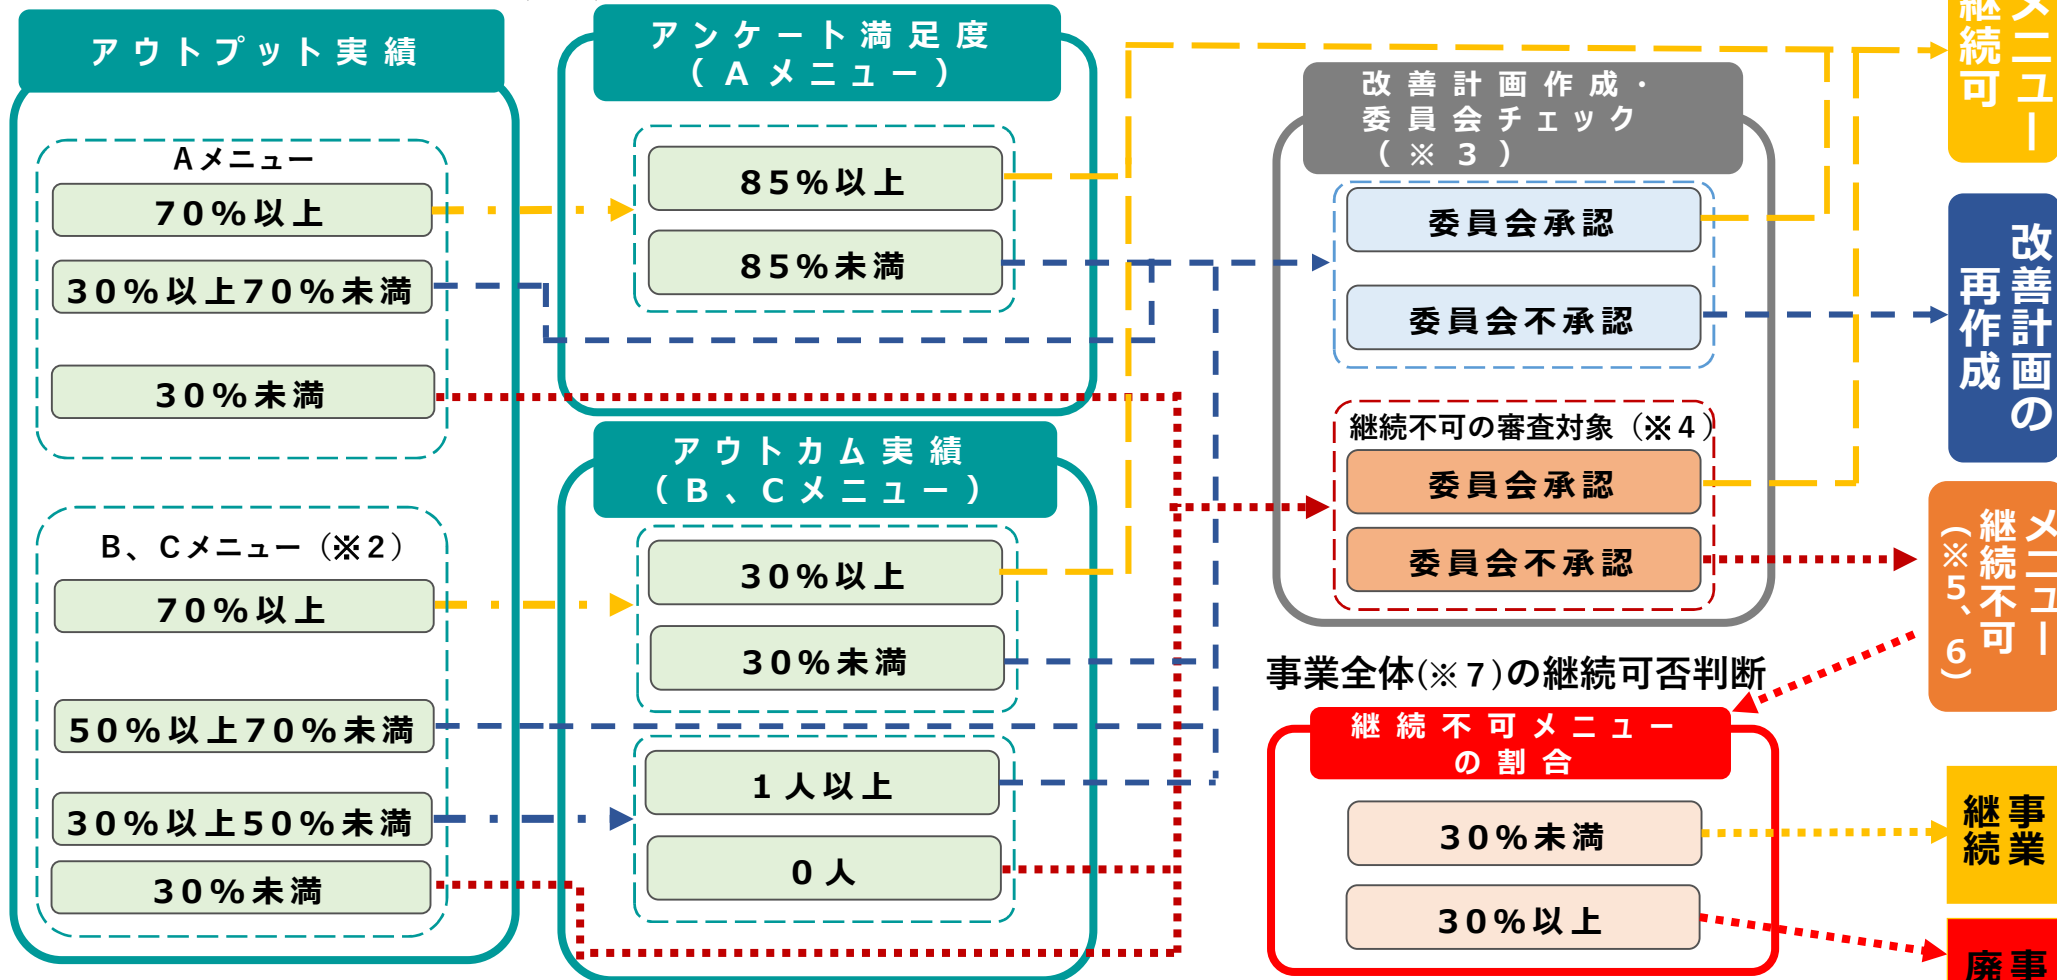 アウトプット実績
Aメニュー
70%以上
30%以上70%未満
30%未満
B、Cメニュー（※2）
70%以上
50%以上70%未満
30%以上50%未満
30%未満
アンケート満足度
（Aメニュー）
85%以上
85%未満
アウトカム実績
（B、Cメニュー）
30%以上
30%未満
1人以上
0人
改善計画作成・
委員会チェック
（※3）
委員会承認
委員会不承認
継続不可の審査対象（※4）
委員会承認
委員会不承認
事業全体(※7)の継続可否判断
継続不可メニュー
の割合
30%未満
30%以上
メニュー
継続可
改善計画の
再作成
メニュー
継続不可
（※5、6）
事業
継続
事
廃